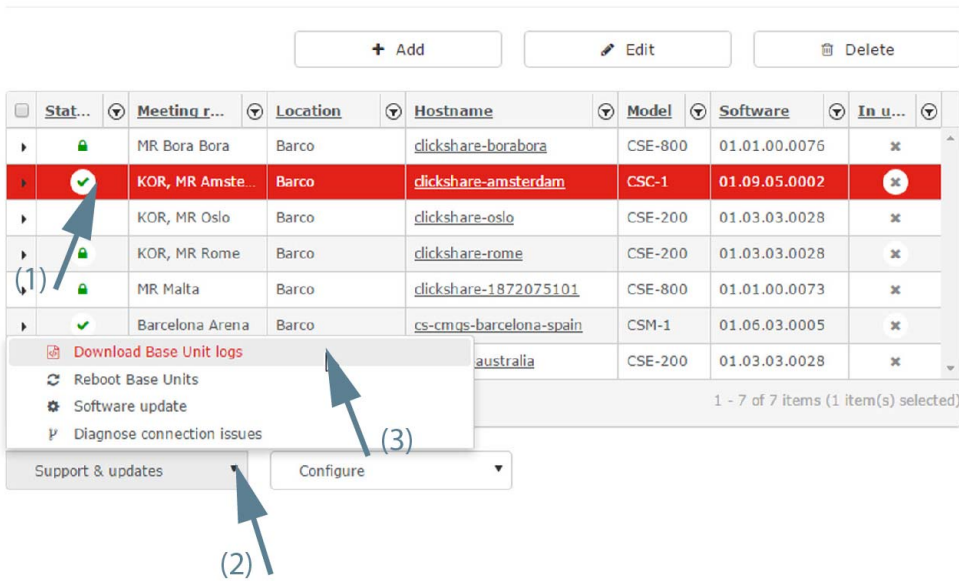 Add Edit Delete
Stat... Meeting r... Location Hostname Model Software In u...
MR Bora Bora Barco clickshare-borabora CSE-800 01.01.00.0076
KOR, MR Amste... Barco clickshare-amsterdam CSC-1 01.09.05.0002
KOR, MR Oslo Barco clickshare-oslo CSE-200 01.03.03.0028
KOR, MR Rome Barco clickshare-rome CSE-200 01.03.03.0028
(1)
MR Malta Barco clickshare-1872075101 CSE-800 01.01.00.0073
Barcelona Arena Barco cs-cmgs-barcelona-spain CSM-1 01.06.03.0005
Download Base Unit logs
australia CSE-200 01.03.03.0028
Reboot Base Units
Software update
1 - 7 of 7 items (1 item(s) selected)
Diagnose connection issues
(3)
Support & updates Configure
(2)